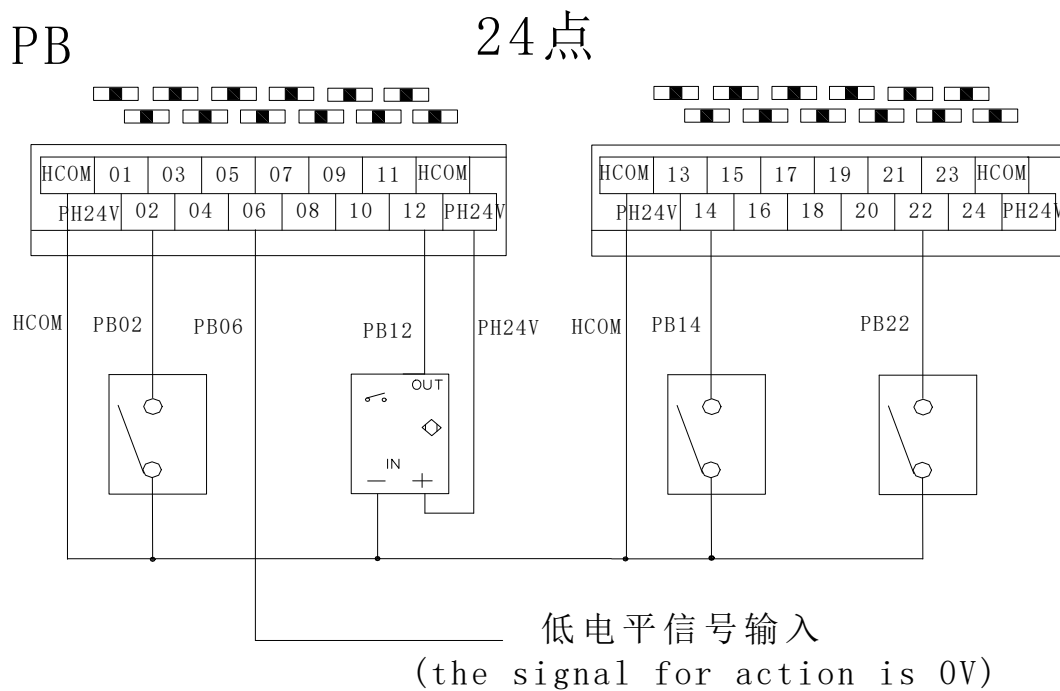 PB 24点
HCOM 01 03 05 07 09 11 HCOM
PH24V 02 04 06 08 10 12 PH24V
HCOM 13 15 17 19 21 23 HCOM
PH24V 14 16 18 20 22 24 PH24V
HCOM PB02 PB06 PB12 PH24V HCOM PB14 PB22
OUT
IN
— +
低电平信号输入
(the signal for action is 0V)